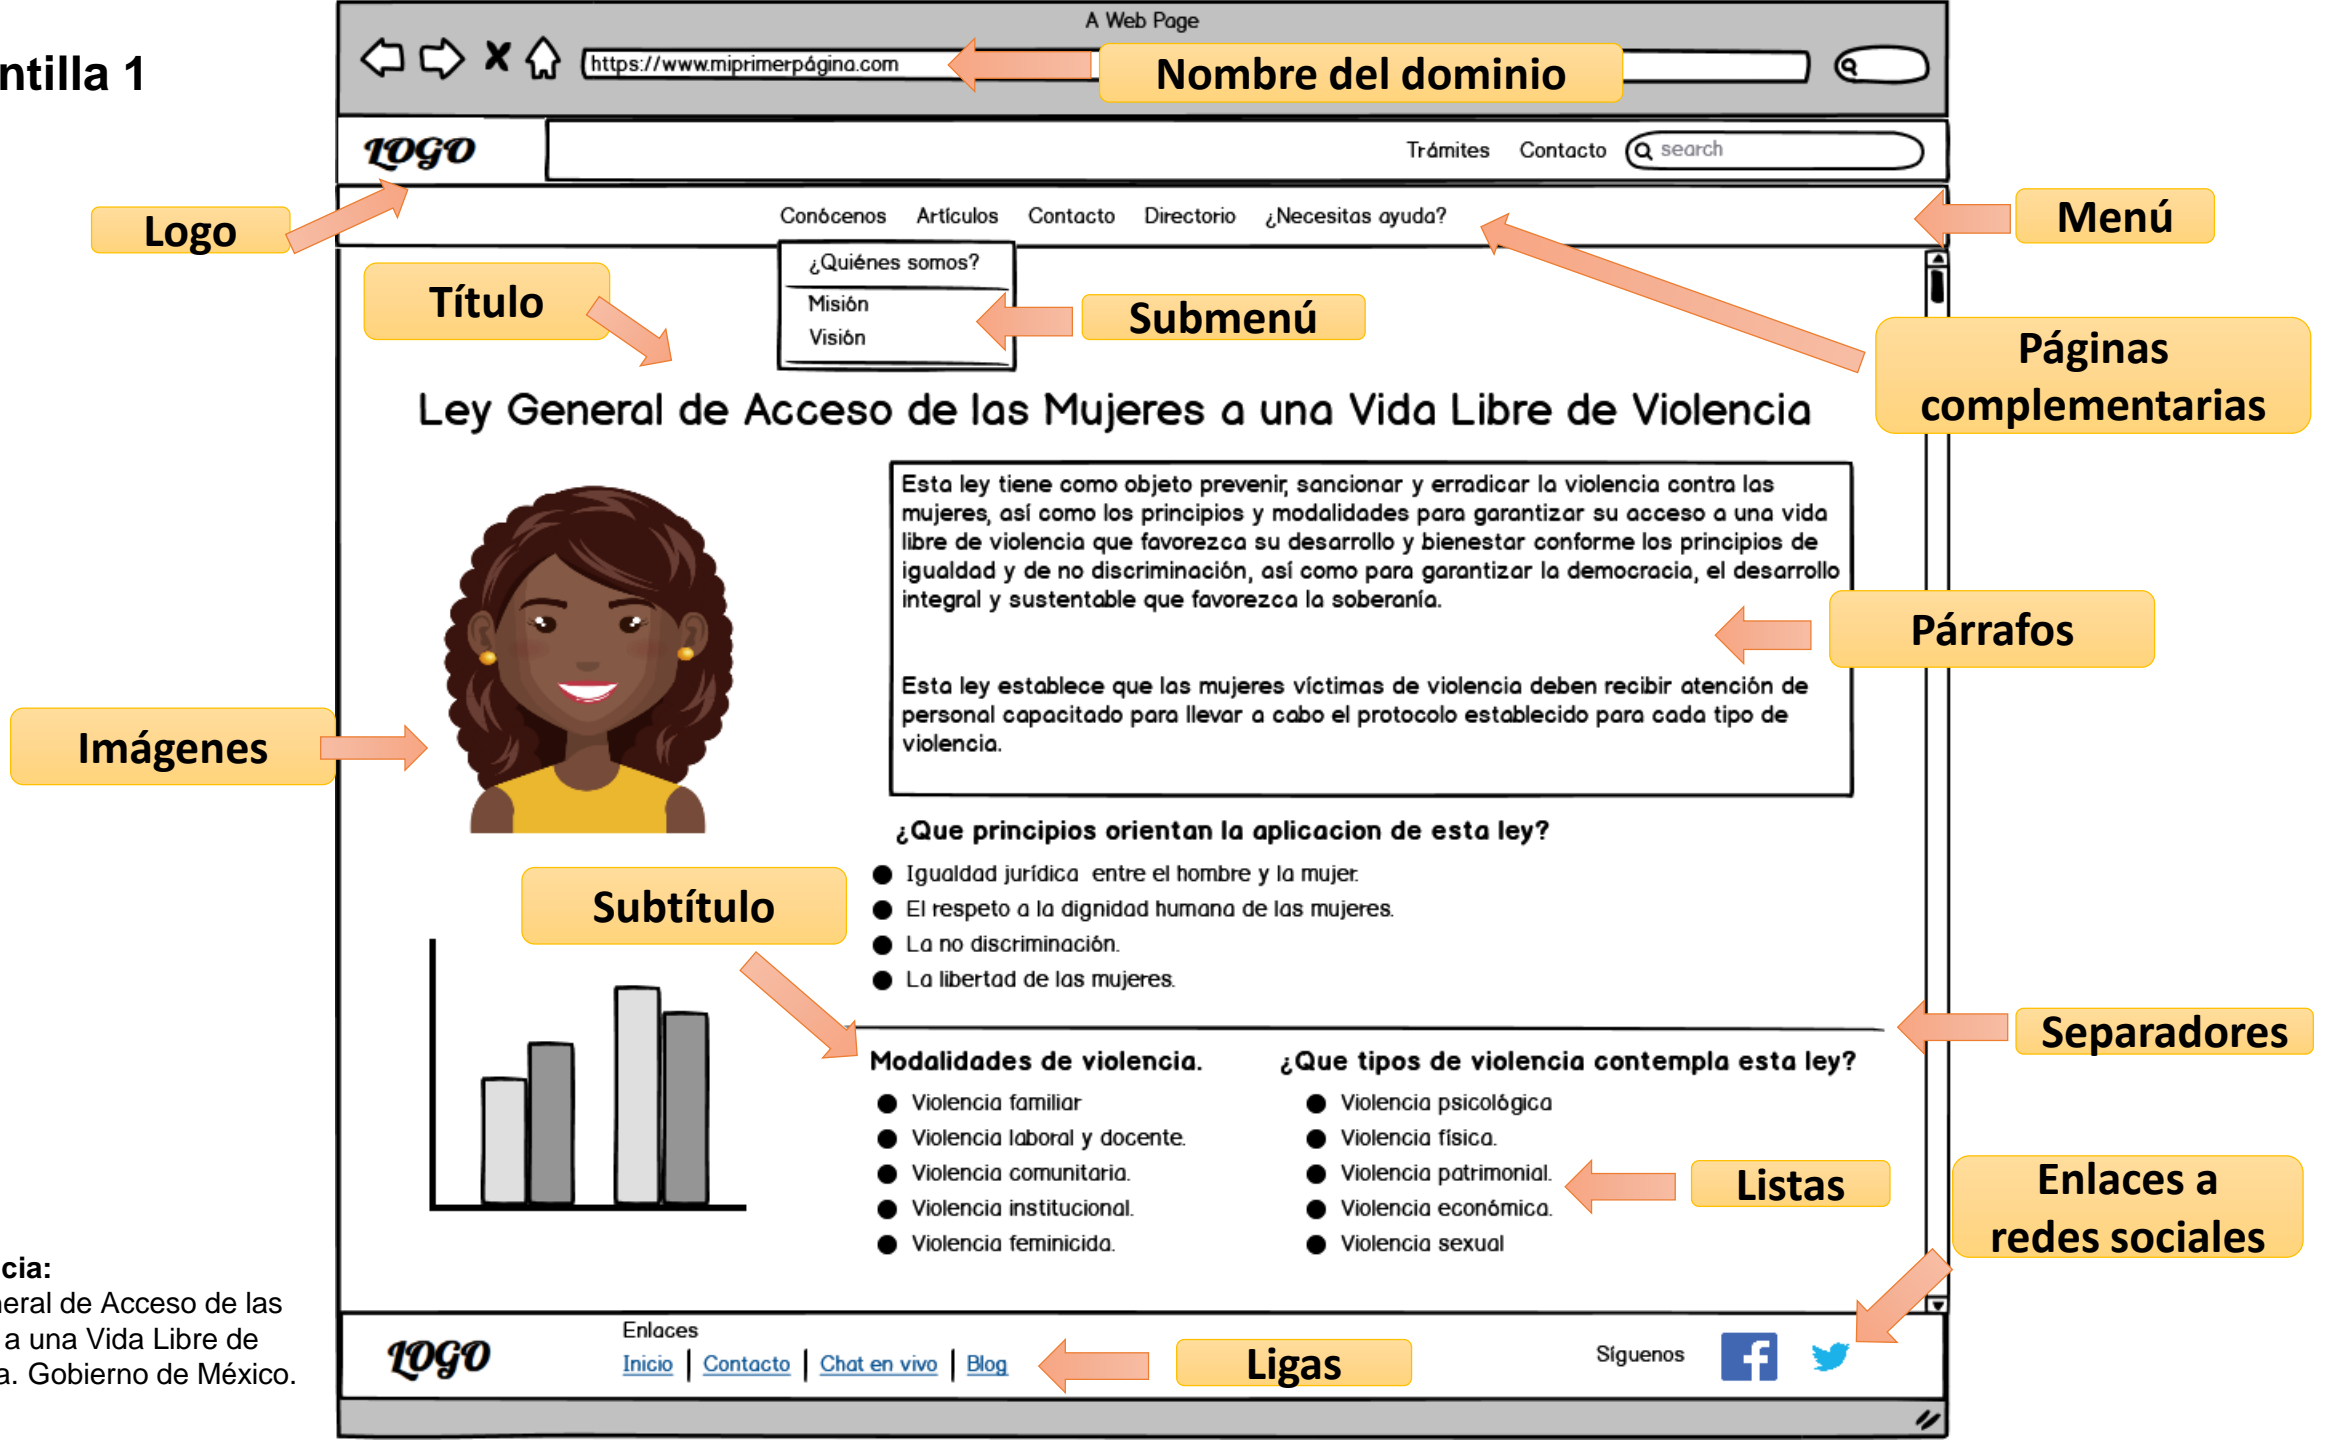 ntilla 1
A Web Page
https://www.miprimerpágina.com
Nombre del dominio
LOGO
Trámites Contacto search
Logo
Conócenos Artículos Contacto Directorio ¿Necesitas ayuda?
Menú
¿Quiénes somos?
Misión
Visión
Título
Submenú
Páginas
complementarias
Ley General de Acceso de las Mujeres a una Vida Libre de Violencia
Esta ley tiene como objeto prevenir, sancionar y erradicar la violencia contra las
mujeres, así como los principios y modalidades para garantizar su acceso a una vida
libre de violencia que favorezca su desarrollo y bienestar conforme los principios de
igualdad y de no discriminación, así como para garantizar la democracia, el desarrollo
integral y sustentable que favorezca la soberanía.
Párrafos
Esta ley establece que las mujeres víctimas de violencia deben recibir atención de
personal capacitado para llevar a cabo el protocolo establecido para cada tipo de
violencia.
Imágenes
¿Que principios orientan la aplicacion de esta ley?
Igualdad jurídica entre el hombre y la mujer.
El respeto a la dignidad humana de las mujeres.
La no discriminación.
La libertad de las mujeres.
Subtítulo
Separadores
Modalidades de violencia.
Violencia familiar
Violencia laboral y docente.
Violencia comunitaria.
Violencia institucional.
Violencia feminicida.
¿Que tipos de violencia contempla esta ley?
Violencia psicológica
Violencia física.
Violencia patrimonial.
Violencia económica.
Violencia sexual
Listas
Enlaces a
redes sociales
cia:
neral de Acceso de las
a una Vida Libre de
a. Gobierno de México.
LOGO
Enlaces
Inicio | Contacto | Chat en vivo | Blog
Ligas
Síguenos
f